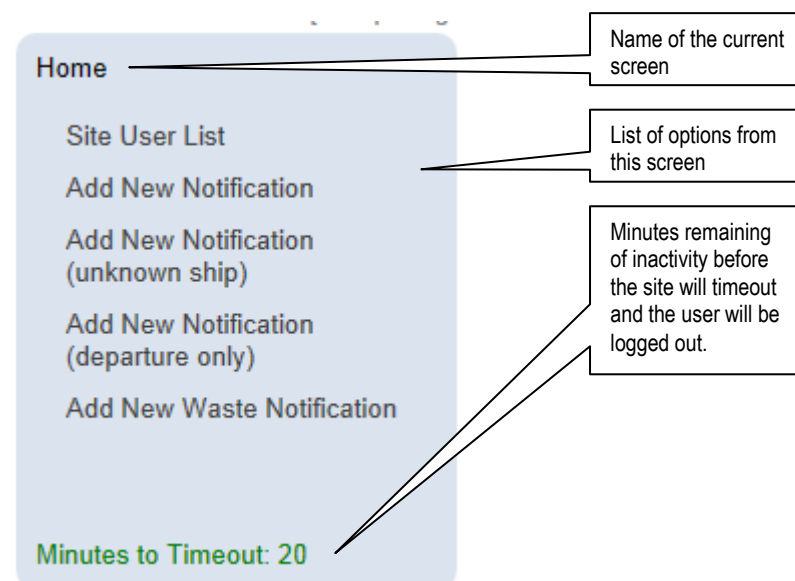 Home
Site User List
Add New Notification
Add New Notification
(unknown ship)
Add New Notification
(departure only)
Add New Waste Notification
Minutes to Timeout: 20
Name of the current
screen
List of options from
this screen
Minutes remaining
of inactivity before
the site will timeout
and the user will be
logged out.